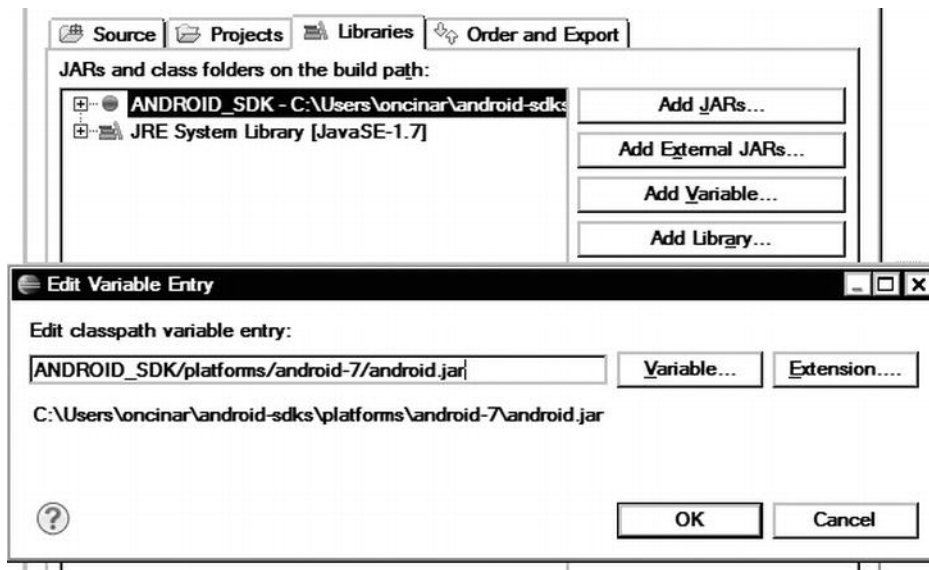 Source Projects Libraries Order and Export
JARs and class folders on the build path:
ANDROID_SDK - C:\Users\oncinar\android-sdks
JRE System Library [JavaSE-1.7]
Add JARs...
Add External JARs...
Add Variable...
Add Library...
Edit Variable Entry
Edit classpath variable entry:
ANDROID_SDK/platforms/android-7/android.jar
Variable...
Extension....
C:\Users\oncinar\android-sdks\platforms\android-7\android.jar
?
OK
Cancel